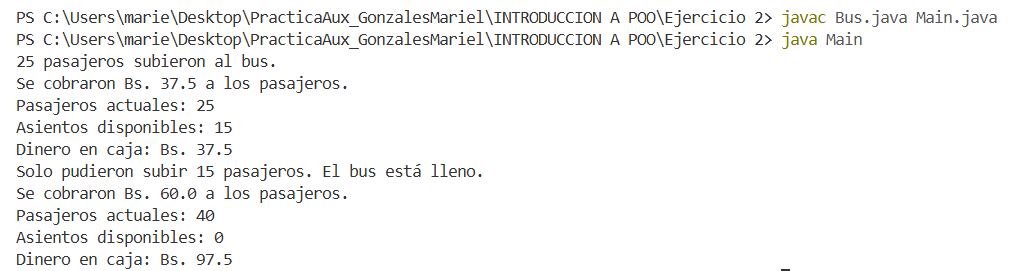 PS C:\Users\marie\Desktop\PracticaAux_GonzalesMariel\INTRODUCCION A POO\Ejercicio 2> javac Bus.java Main.java
PS C:\Users\marie\Desktop\PracticaAux_GonzalesMariel\INTRODUCCION A POO\Ejercicio 2> java Main
25 pasajeros subieron al bus.
Se cobraron Bs. 37.5 a los pasajeros.
Pasajeros actuales: 25
Asientos disponibles: 15
Dinero en caja: Bs. 37.5
Solo pudieron subir 15 pasajeros. El bus está lleno.
Se cobraron Bs. 60.0 a los pasajeros.
Pasajeros actuales: 40
Asientos disponibles: 0
Dinero en caja: Bs. 97.5